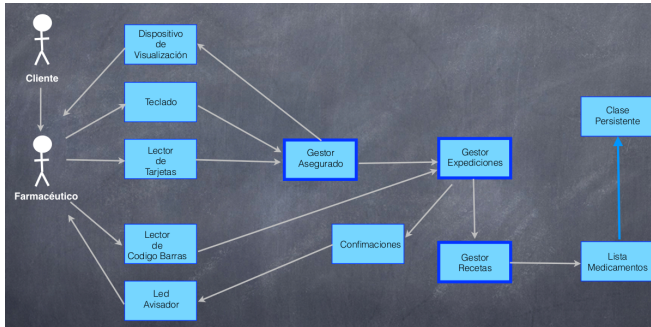 Dispositivo
de
Visualización
Cliente
Teclado
Clase
Persistente
Lector
de
Tarjetas
Gestor
Asegurado
Gestor
Expediciones
Farmacéutico
Lector
de
Codigo Barras
Confimaciones
Gestor
Recetas
Lista
Medicamentos
Led
Avisador